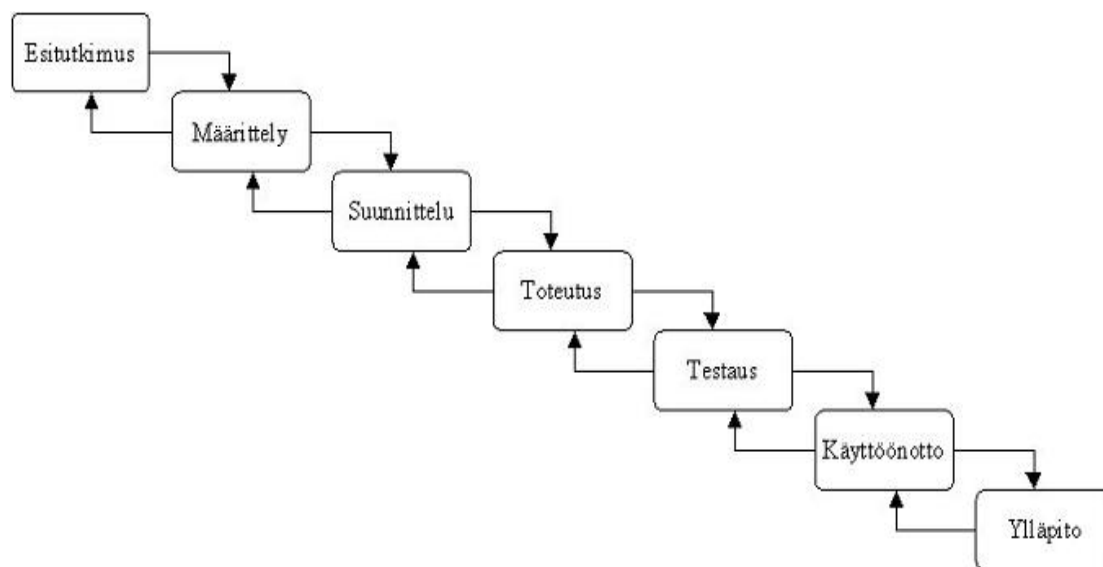 Esitutkimus
Määrittely
Suunnittelu
Toteutus
Testaus
Käyttöönotto
Ylläpito